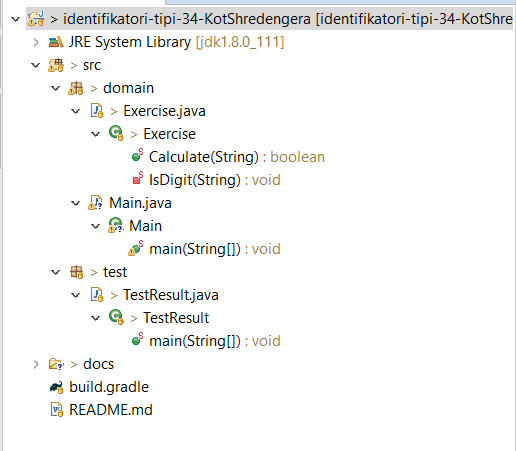 > identifikatori-tipi-34-KotShredengera [identifikatori-tipi-34-KotShre
> JRE System Library [jdk1.8.0_111]
> src
> domain
> Exercise.java
> Exercise
Calculate(String) : boolean
IsDigit(String) : void
Main.java
Main
main(String[]) : void
> test
> TestResult.java
> TestResult
main(String[]) : void
> docs
build.gradle
README.md